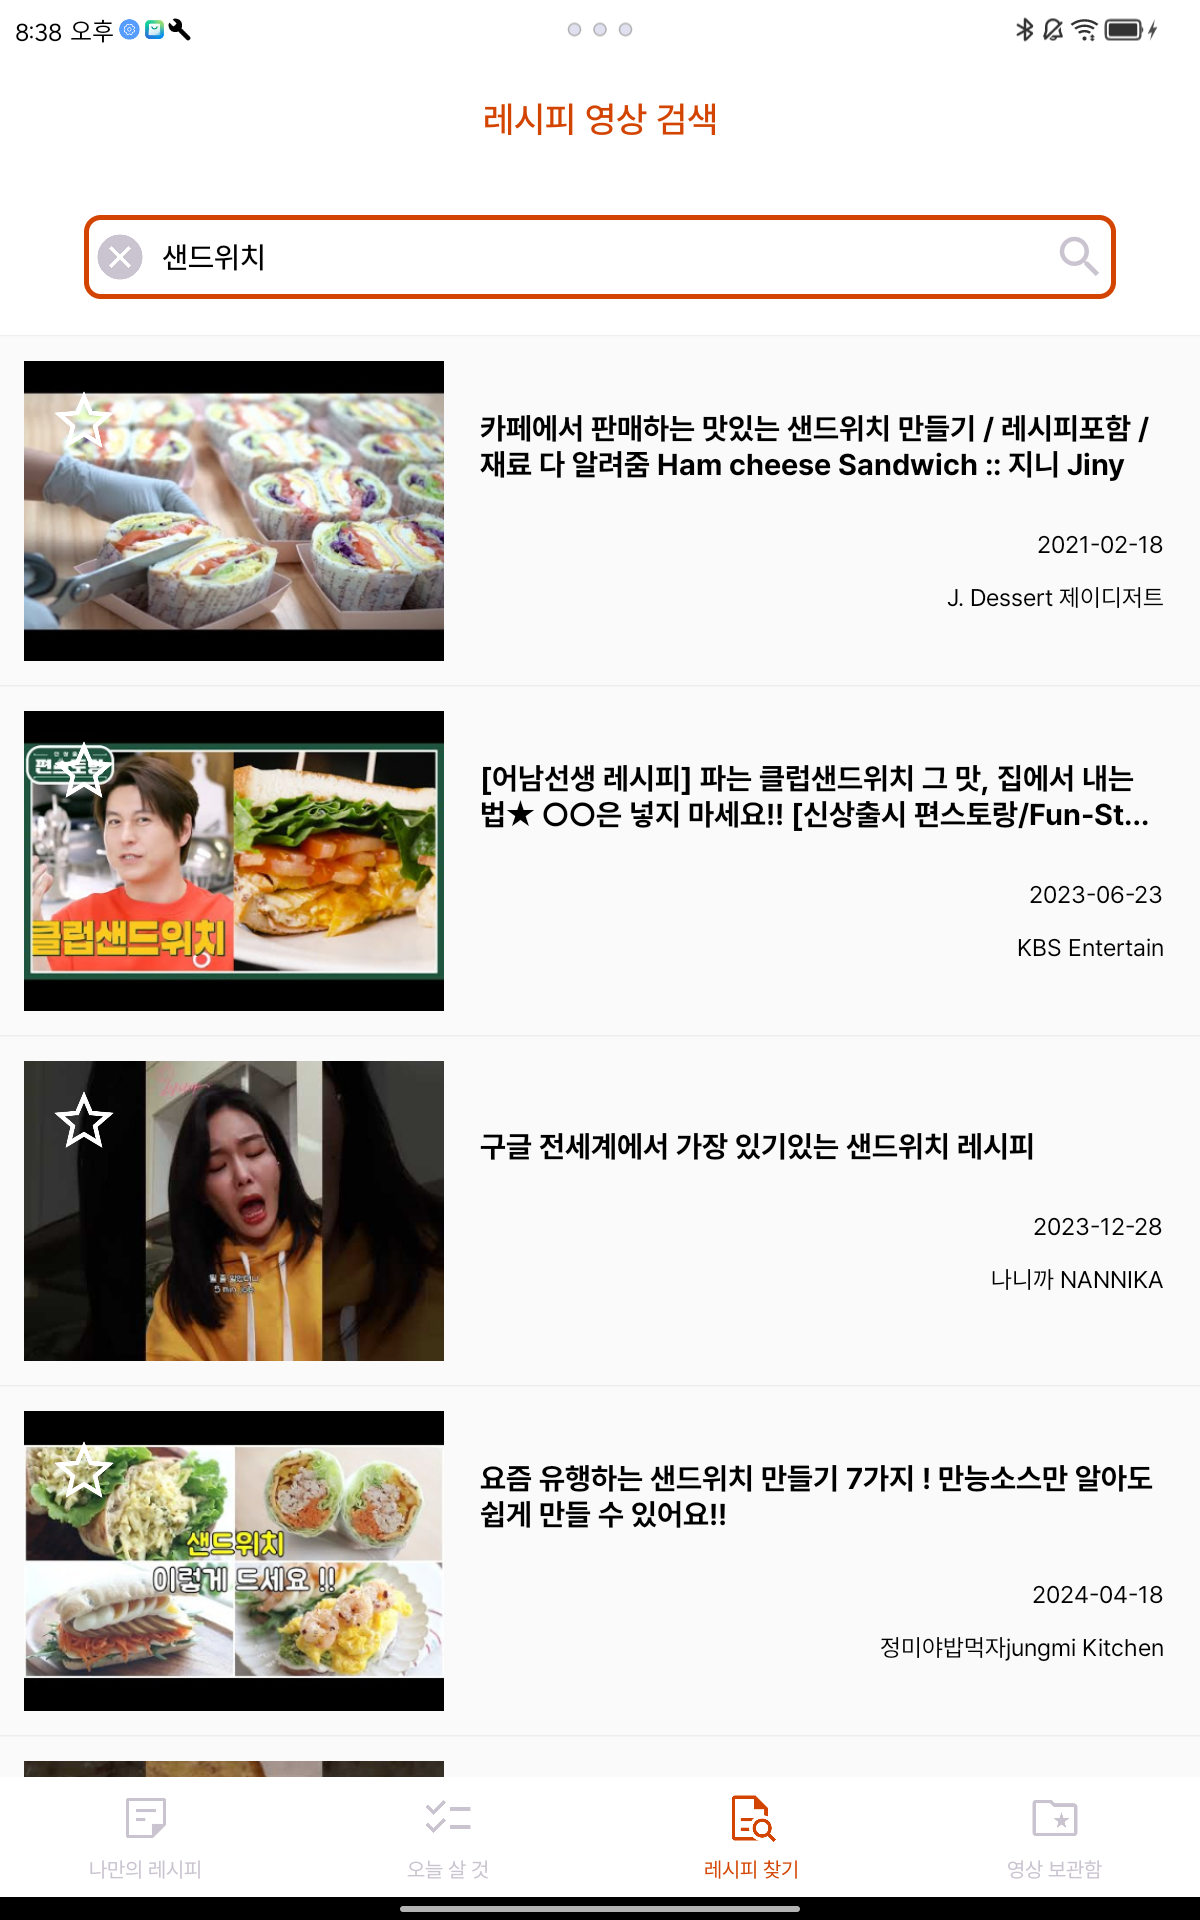 8:38 오후
레시피 영상 검색
샌드위치
카페에서 판매하는 맛있는 샌드위치 만들기 / 레시피포함 /
재료 다 알려줌 Ham cheese Sandwich :: 지니 Jiny
2021-02-18
J. Dessert 제이디저트
클럽샌드위치
[어남선생 레시피] 파는 클럽샌드위치 그 맛, 집에서 내는
법★ 〇〇은 넣지 마세요!! [신상출시 편스토랑/Fun-St...
2023-06-23
KBS Entertain
구글 전세계에서 가장 있기있는 샌드위치 레시피
2023-12-28
나니까 NANNIKA
샌드위치
이렇게 드세요 !!
요즘 유행하는 샌드위치 만들기 7가지 ! 만능소스만 알아도
쉽게 만들 수 있어요!!
2024-04-18
정미야밥먹자jungmi Kitchen
나만의 레시피
오늘 살 것
레시피 찾기
영상 보관함